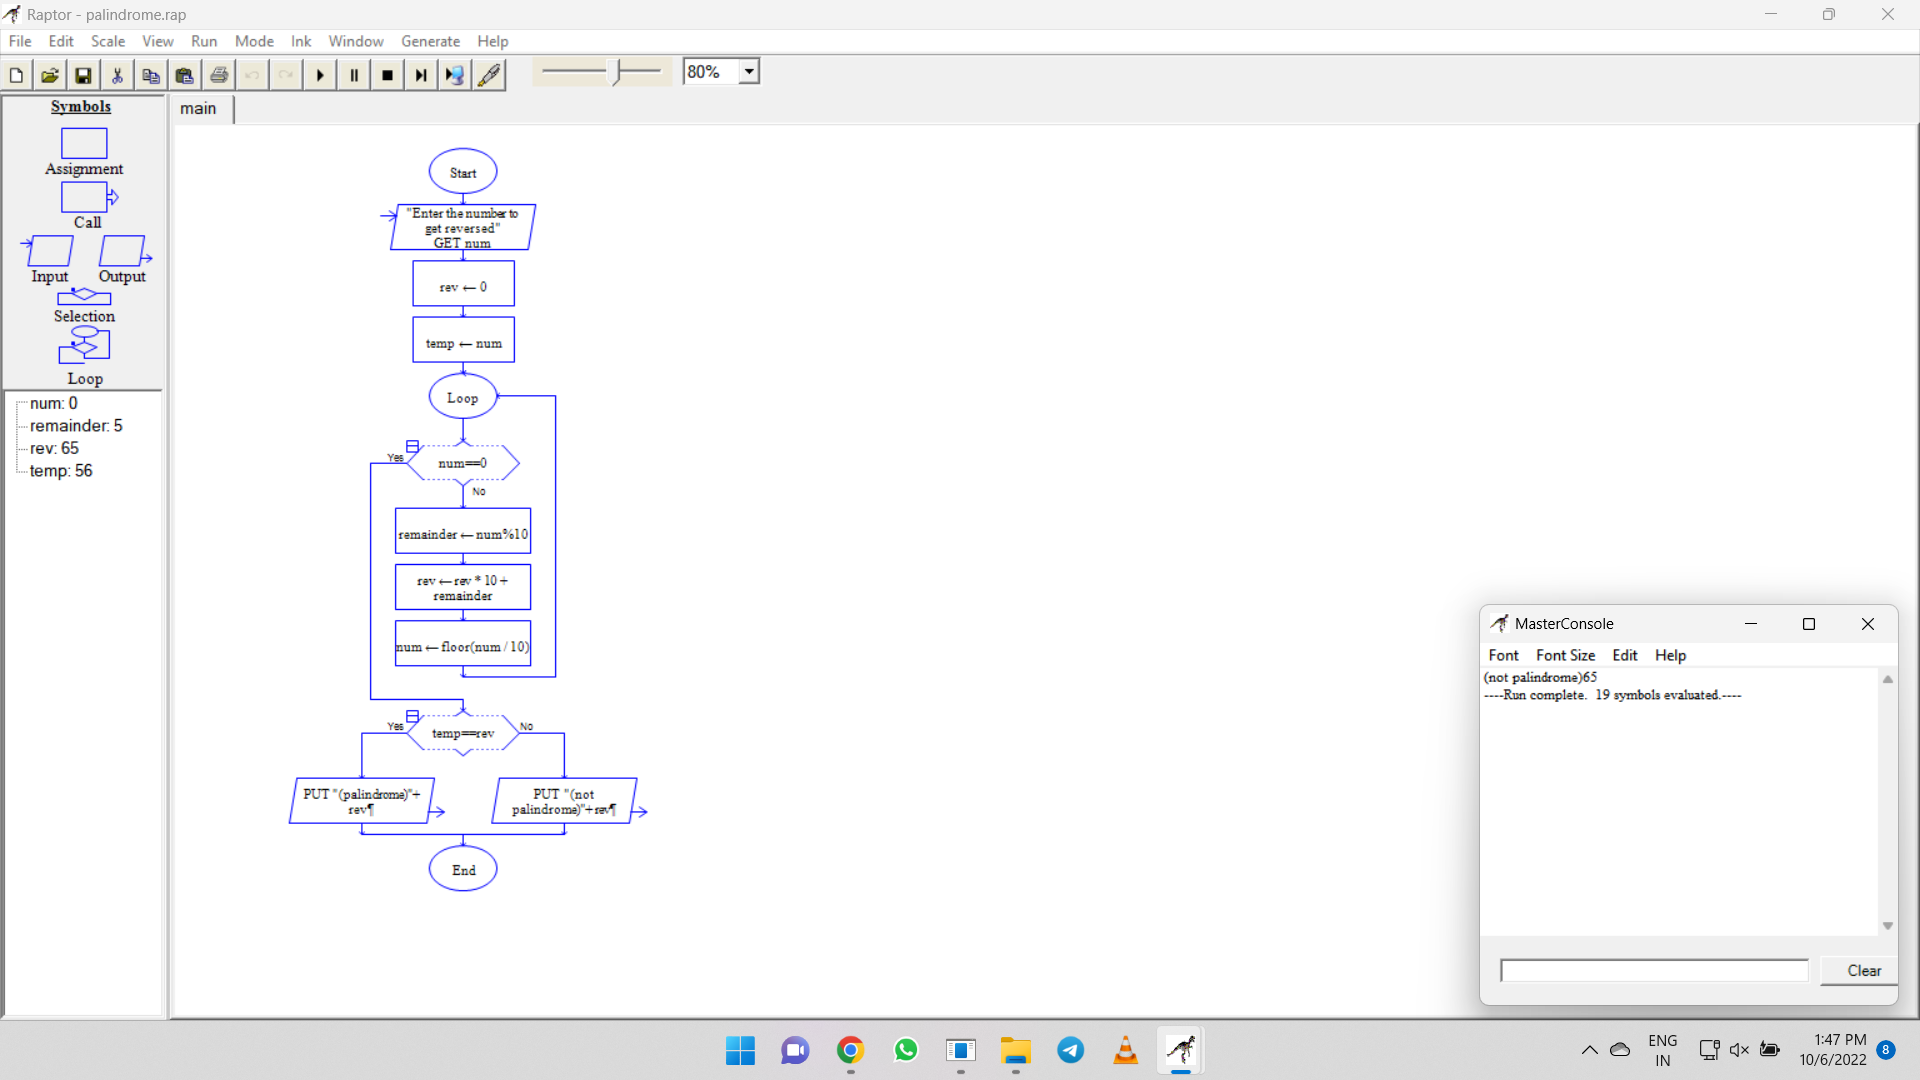 Raptor - palindrome.rap
File Edit Scale View Run Mode Ink Window Generate Help
80%
Symbols
main
Assignment
Call
Input Output
Selection
Loop
num: 0
remainder: 5
rev: 65
temp: 56
Start
"Enter the number to
get reversed"
GET num
rev ← 0
temp ← num
Loop
Yes
num==0
No
remainder ← num%10
rev ← rev * 10 +
remainder
num ← floor(num / 10)
Yes
temp==rev
No
PUT "(palindrome)"+
rev¶
PUT "(not
palindrome)"+rev¶
End
MasterConsole
Font Font Size Edit Help
(not palindrome)65
----Run complete. 19 symbols evaluated.----
Clear
ENG
IN
1:47 PM
10/6/2022
8